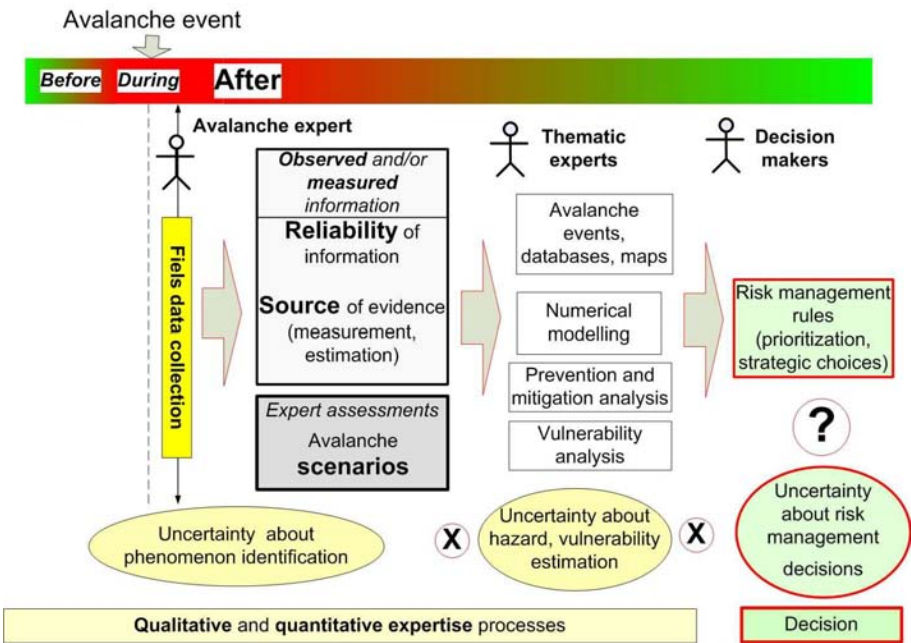 Avalanche event
Before
During
After
Avalanche expert
Thematic
experts
Decision
makers
Fiels data collection
Observed and/or
measured
information
Reliability of
information
Source of evidence
(measurement,
estimation)
Expert assessments
Avalanche
scenarios
Avalanche
events,
databases, maps
Numerical
modelling
Prevention and
mitigation analysis
Vulnerability
analysis
Risk management
rules
(prioritization,
strategic choices)
?
Uncertainty about
phenomenon identification
X
Uncertainty about
hazard, vulnerability
estimation
X
Uncertainty
about risk
management
decisions
Qualitative and quantitative expertise processes
Decision